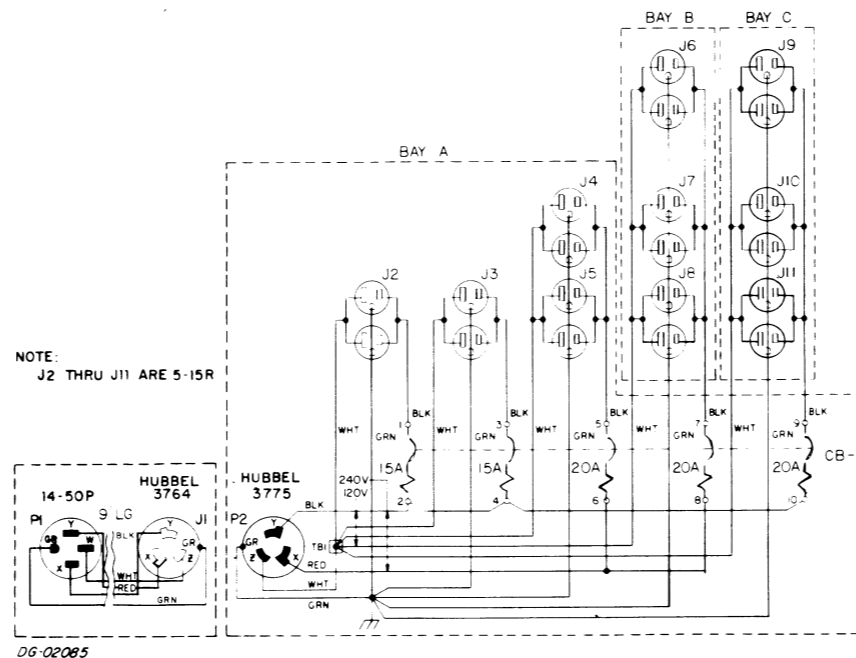 BAY B
BAY C
J6
J9
BAY A
J4
J7
J10
J2
J3
J5
J8
J11
NOTE:
J2 THRU J11 ARE 5-15R
WHT
GRN
BLK
1
WHT
GRN
BLK
3
WHT
GRN
BLK
5
WHT
GRN
BLK
7
WHT
GRN
BLK
9
15A
15A
20A
20A
20A
CB-
2
4
6
8
10
240V
120V
14-50P
9 LG
HUBBEL
3764
P1
J1
Y
GR
W
X
BLK
Y
GR
X
Z
WHT
RED
GRN
HUBBEL
3775
P2
BLK
Y
GR
X
Z
TB1
RED
WHT
GRN
DG-02085